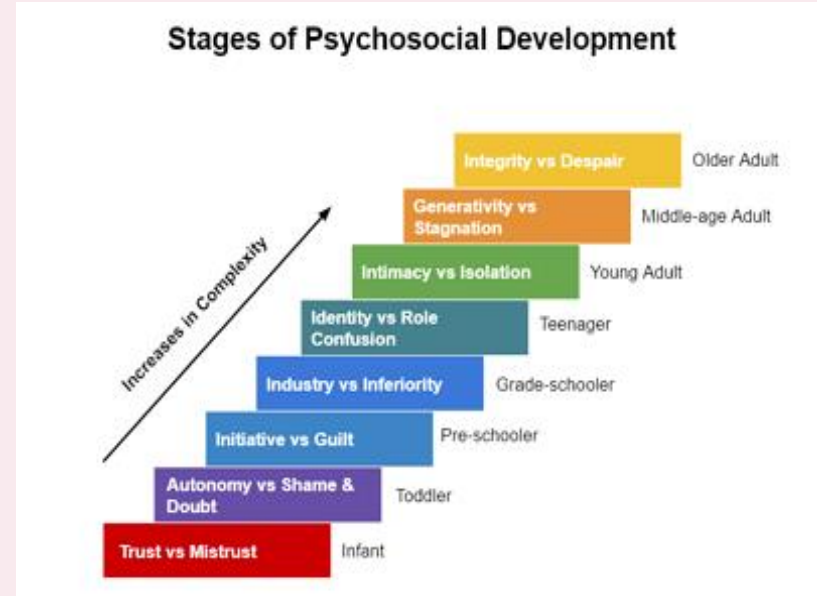 Stages of Psychosocial Development
Integrity vs Despair
Older Adult
Generativity vs
Stagnation
Middle-age Adult
Intimacy vs Isolation
Young Adult
Increases in Complexity
Identity vs Role
Confusion
Teenager
Industry vs Inferiority
Grade-schooler
Initiative vs Guilt
Pre-schooler
Autonomy vs Shame &
Doubt
Toddler
Trust vs Mistrust
Infant